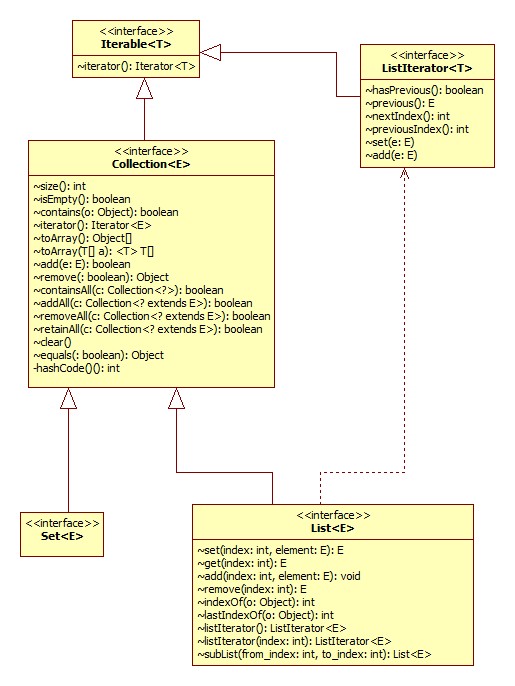 <<interface>>
Iterable<T>
~iterator(): Iterator<T>
<<interface>>
ListIterator<T>
~hasPrevious(): boolean
~previous(): E
~nextIndex(): int
~previousIndex(): int
~set(e: E)
~add(e: E)
<<interface>>
Collection<E>
~size(): int
~isEmpty(): boolean
~contains(o: Object): boolean
~iterator(): Iterator<E>
~toArray(): Object[]
~toArray(T[] a): <T> T[]
~add(e: E): boolean
~remove(: boolean): Object
~containsAll(c: Collection<?>): boolean
~addAll(c: Collection<? extends E>): boolean
~removeAll(c: Collection<? extends E>): boolean
~retainAll(c: Collection<? extends E>): boolean
~clear()
~equals(: boolean): Object
-hashCode()(): int
<<interface>>
Set<E>
<<interface>>
List<E>
~set(index: int, element: E): E
~get(index: int): E
~add(index: int, element: E): void
~remove(index: int): E
~indexOf(o: Object): int
~lastIndexOf(o: Object): int
~listIterator(): ListIterator<E>
~listIterator(index: int): ListIterator<E>
~subList(from_index: int, to_index: int): List<E>